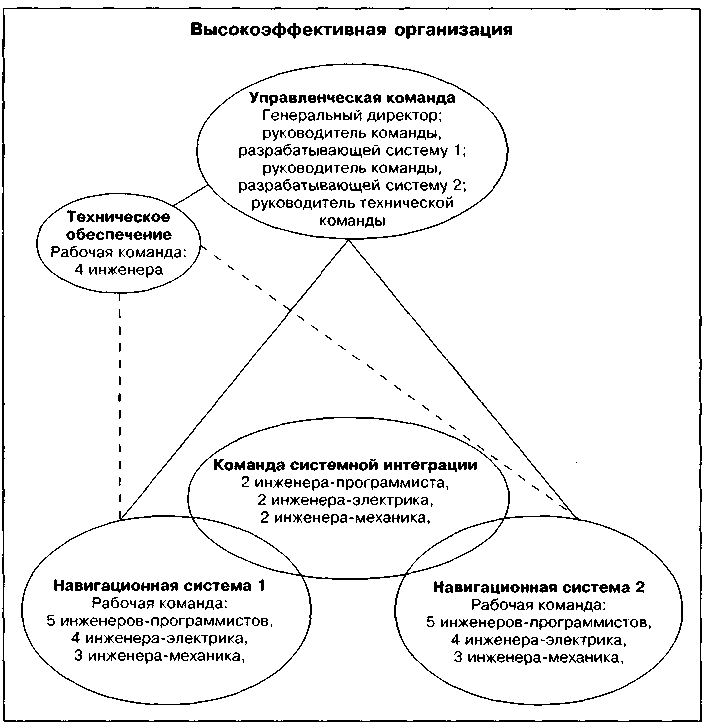 Высокоэффективная организация
Управленческая команда
Генеральный директор;
руководитель команды,
разрабатывающей систему 1;
руководитель команды,
разрабатывающей систему 2;
руководитель технической
команды
Техническое
обеспечение
Рабочая команда:
4 инженера
Команда системной интеграции
2 инженера-программиста,
2 инженера-электрика,
2 инженера-механика,
Навигационная система 1
Рабочая команда:
5 инженеров-программистов,
4 инженера-электрика,
3 инженера-механика,
Навигационная система 2
Рабочая команда:
5 инженеров-программистов,
4 инженера-электрика,
3 инженера-механика,